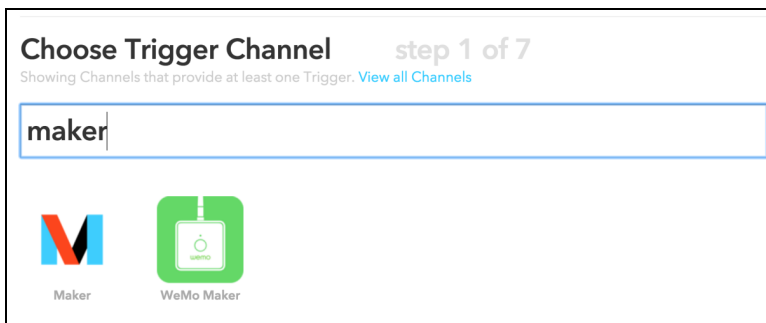 Choose Trigger Channel step 1 of 7
Showing Channels that provide at least one Trigger. View all Channels
maker
wemo
Maker WeMo Maker